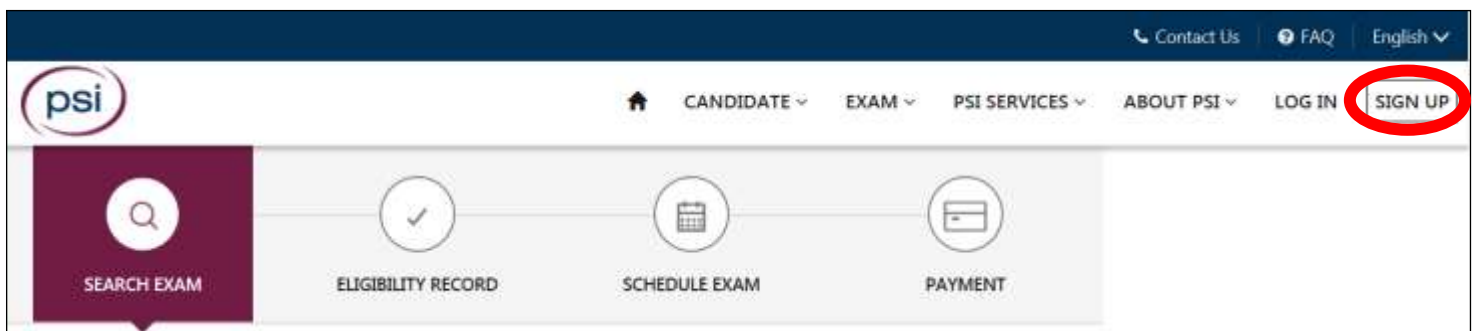 Contact Us FAQ English
psi CANDIDATE EXAM PSI SERVICES ABOUT PSI LOG IN SIGN UP
SEARCH EXAM ELIGIBILITY RECORD SCHEDULE EXAM PAYMENT